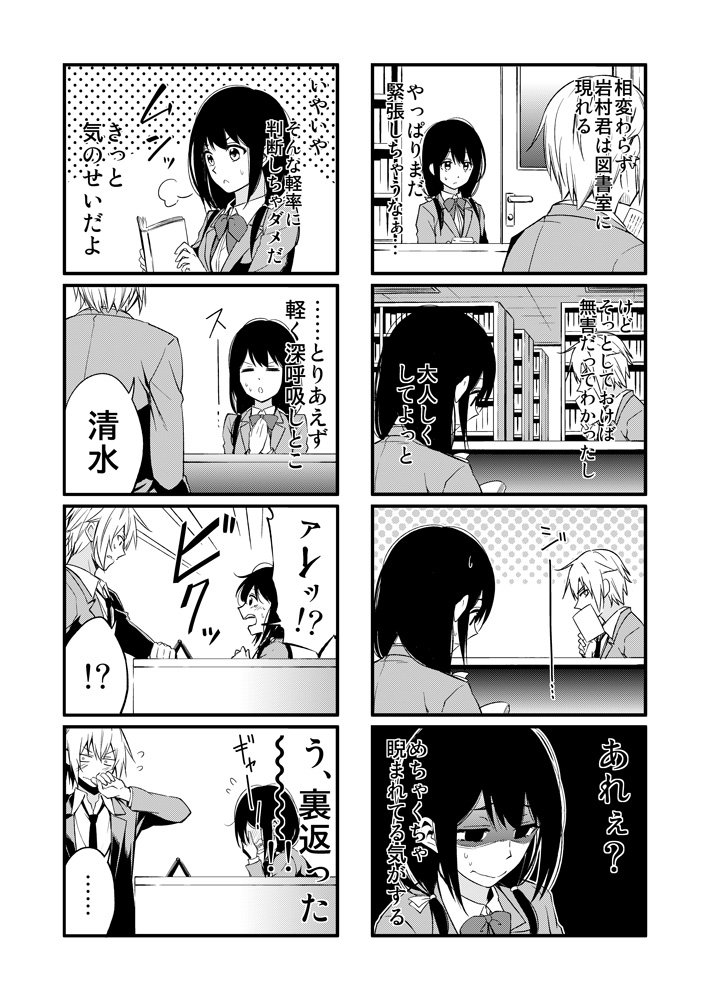 相変わらず
岩村君は図書室に
現れる
やっぱりまだ
緊張しちゃうなぁ…
けど
そっとしておけば
無害だってわかったし
大人しく
してよっと
……
あれぇ?
めちゃくちゃ
睨まれてる気がする
いやいや
そんな軽率に
判断しちゃダメだ
ムンッ
きっと
気のせいだよ
……とりあえず
軽く深呼吸しとこ
スー
清水
アレッ!?
ビクッ
!?
う、裏返った
〜〜〜!!
ギャー
……